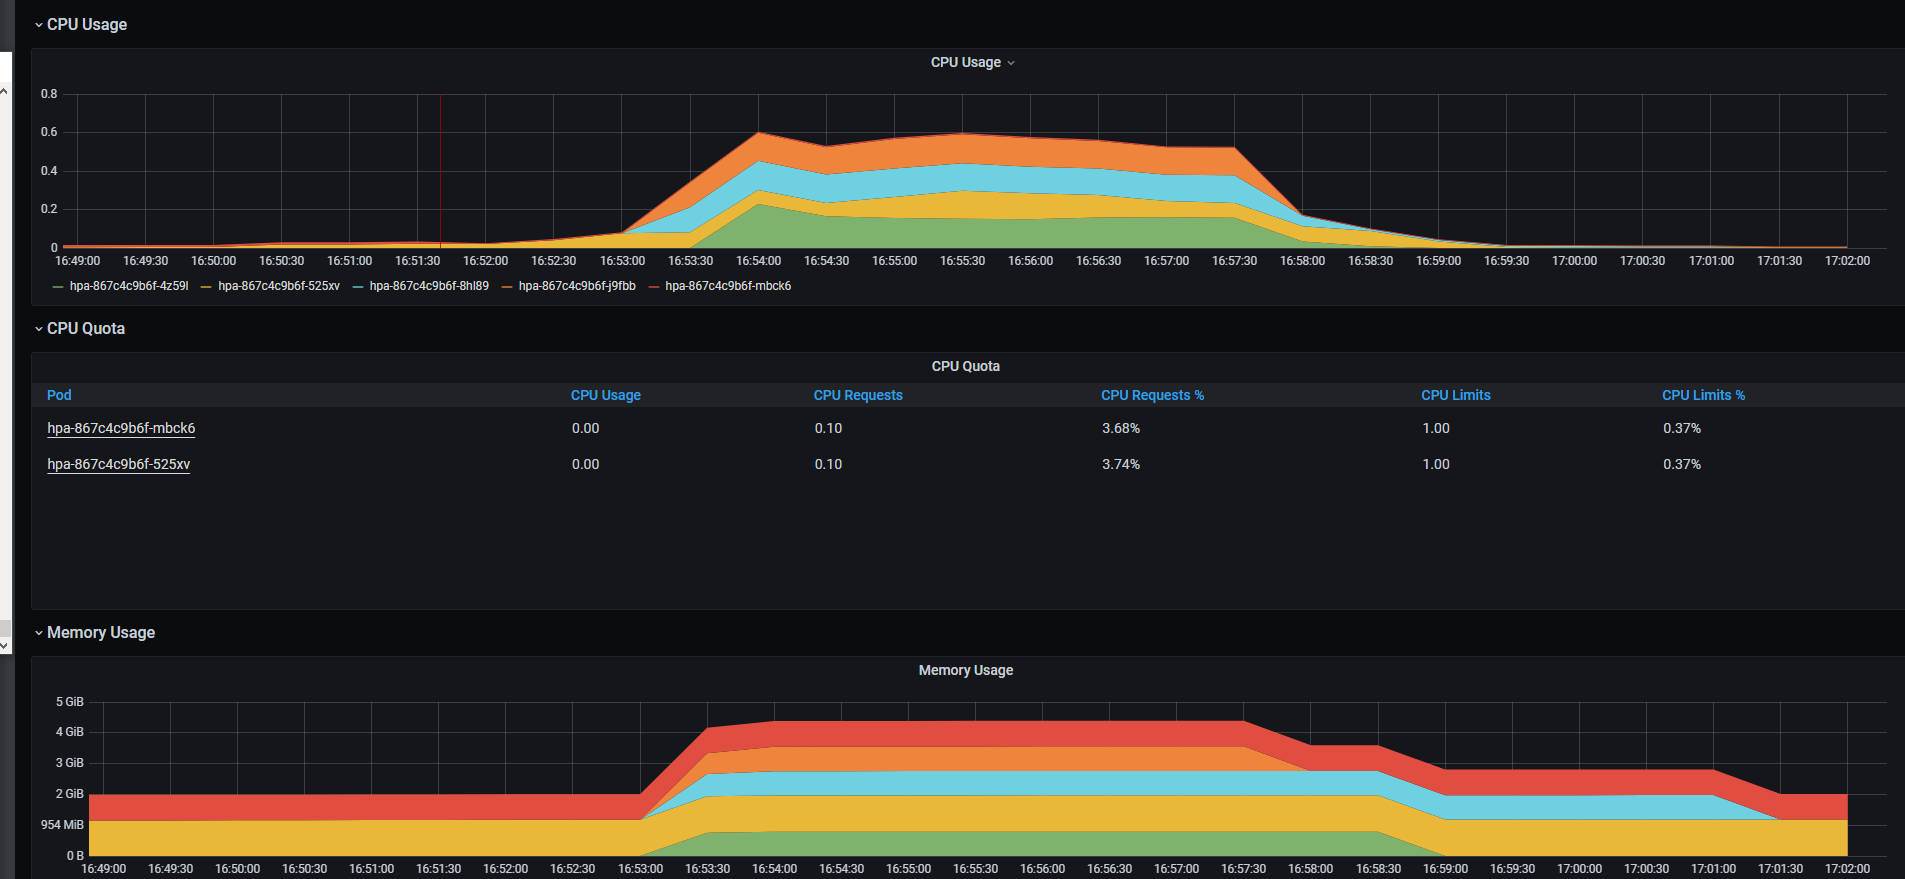 CPU Usage
CPU Usage
0.8
0.6
0.4
0.2
0
16:49:00 16:49:30 16:50:00 16:50:30 16:51:00 16:51:30 16:52:00 16:52:30 16:53:00 16:53:30 16:54:00 16:54:30 16:55:00 16:55:30 16:56:00 16:56:30 16:57:00 16:57:30 16:58:00 16:58:30 16:59:00 16:59:30 17:00:00 17:00:30 17:01:00 17:01:30 17:02:00
hpa-867c4c9b6f-4z59l hpa-867c4c9b6f-525xv hpa-867c4c9b6f-8hl89 hpa-867c4c9b6f-j9fbb hpa-867c4c9b6f-mbck6
CPU Quota
CPU Quota
Pod CPU Usage CPU Requests CPU Requests % CPU Limits CPU Limits %
hpa-867c4c9b6f-mbck6 0.00 0.10 3.68% 1.00 0.37%
hpa-867c4c9b6f-525xv 0.00 0.10 3.74% 1.00 0.37%
Memory Usage
Memory Usage
5 GiB
4 GiB
3 GiB
2 GiB
954 MiB
0 B
16:49:00 16:49:30 16:50:00 16:50:30 16:51:00 16:51:30 16:52:00 16:52:30 16:53:00 16:53:30 16:54:00 16:54:30 16:55:00 16:55:30 16:56:00 16:56:30 16:57:00 16:57:30 16:58:00 16:58:30 16:59:00 16:59:30 17:00:00 17:00:30 17:01:00 17:01:30 17:02:00